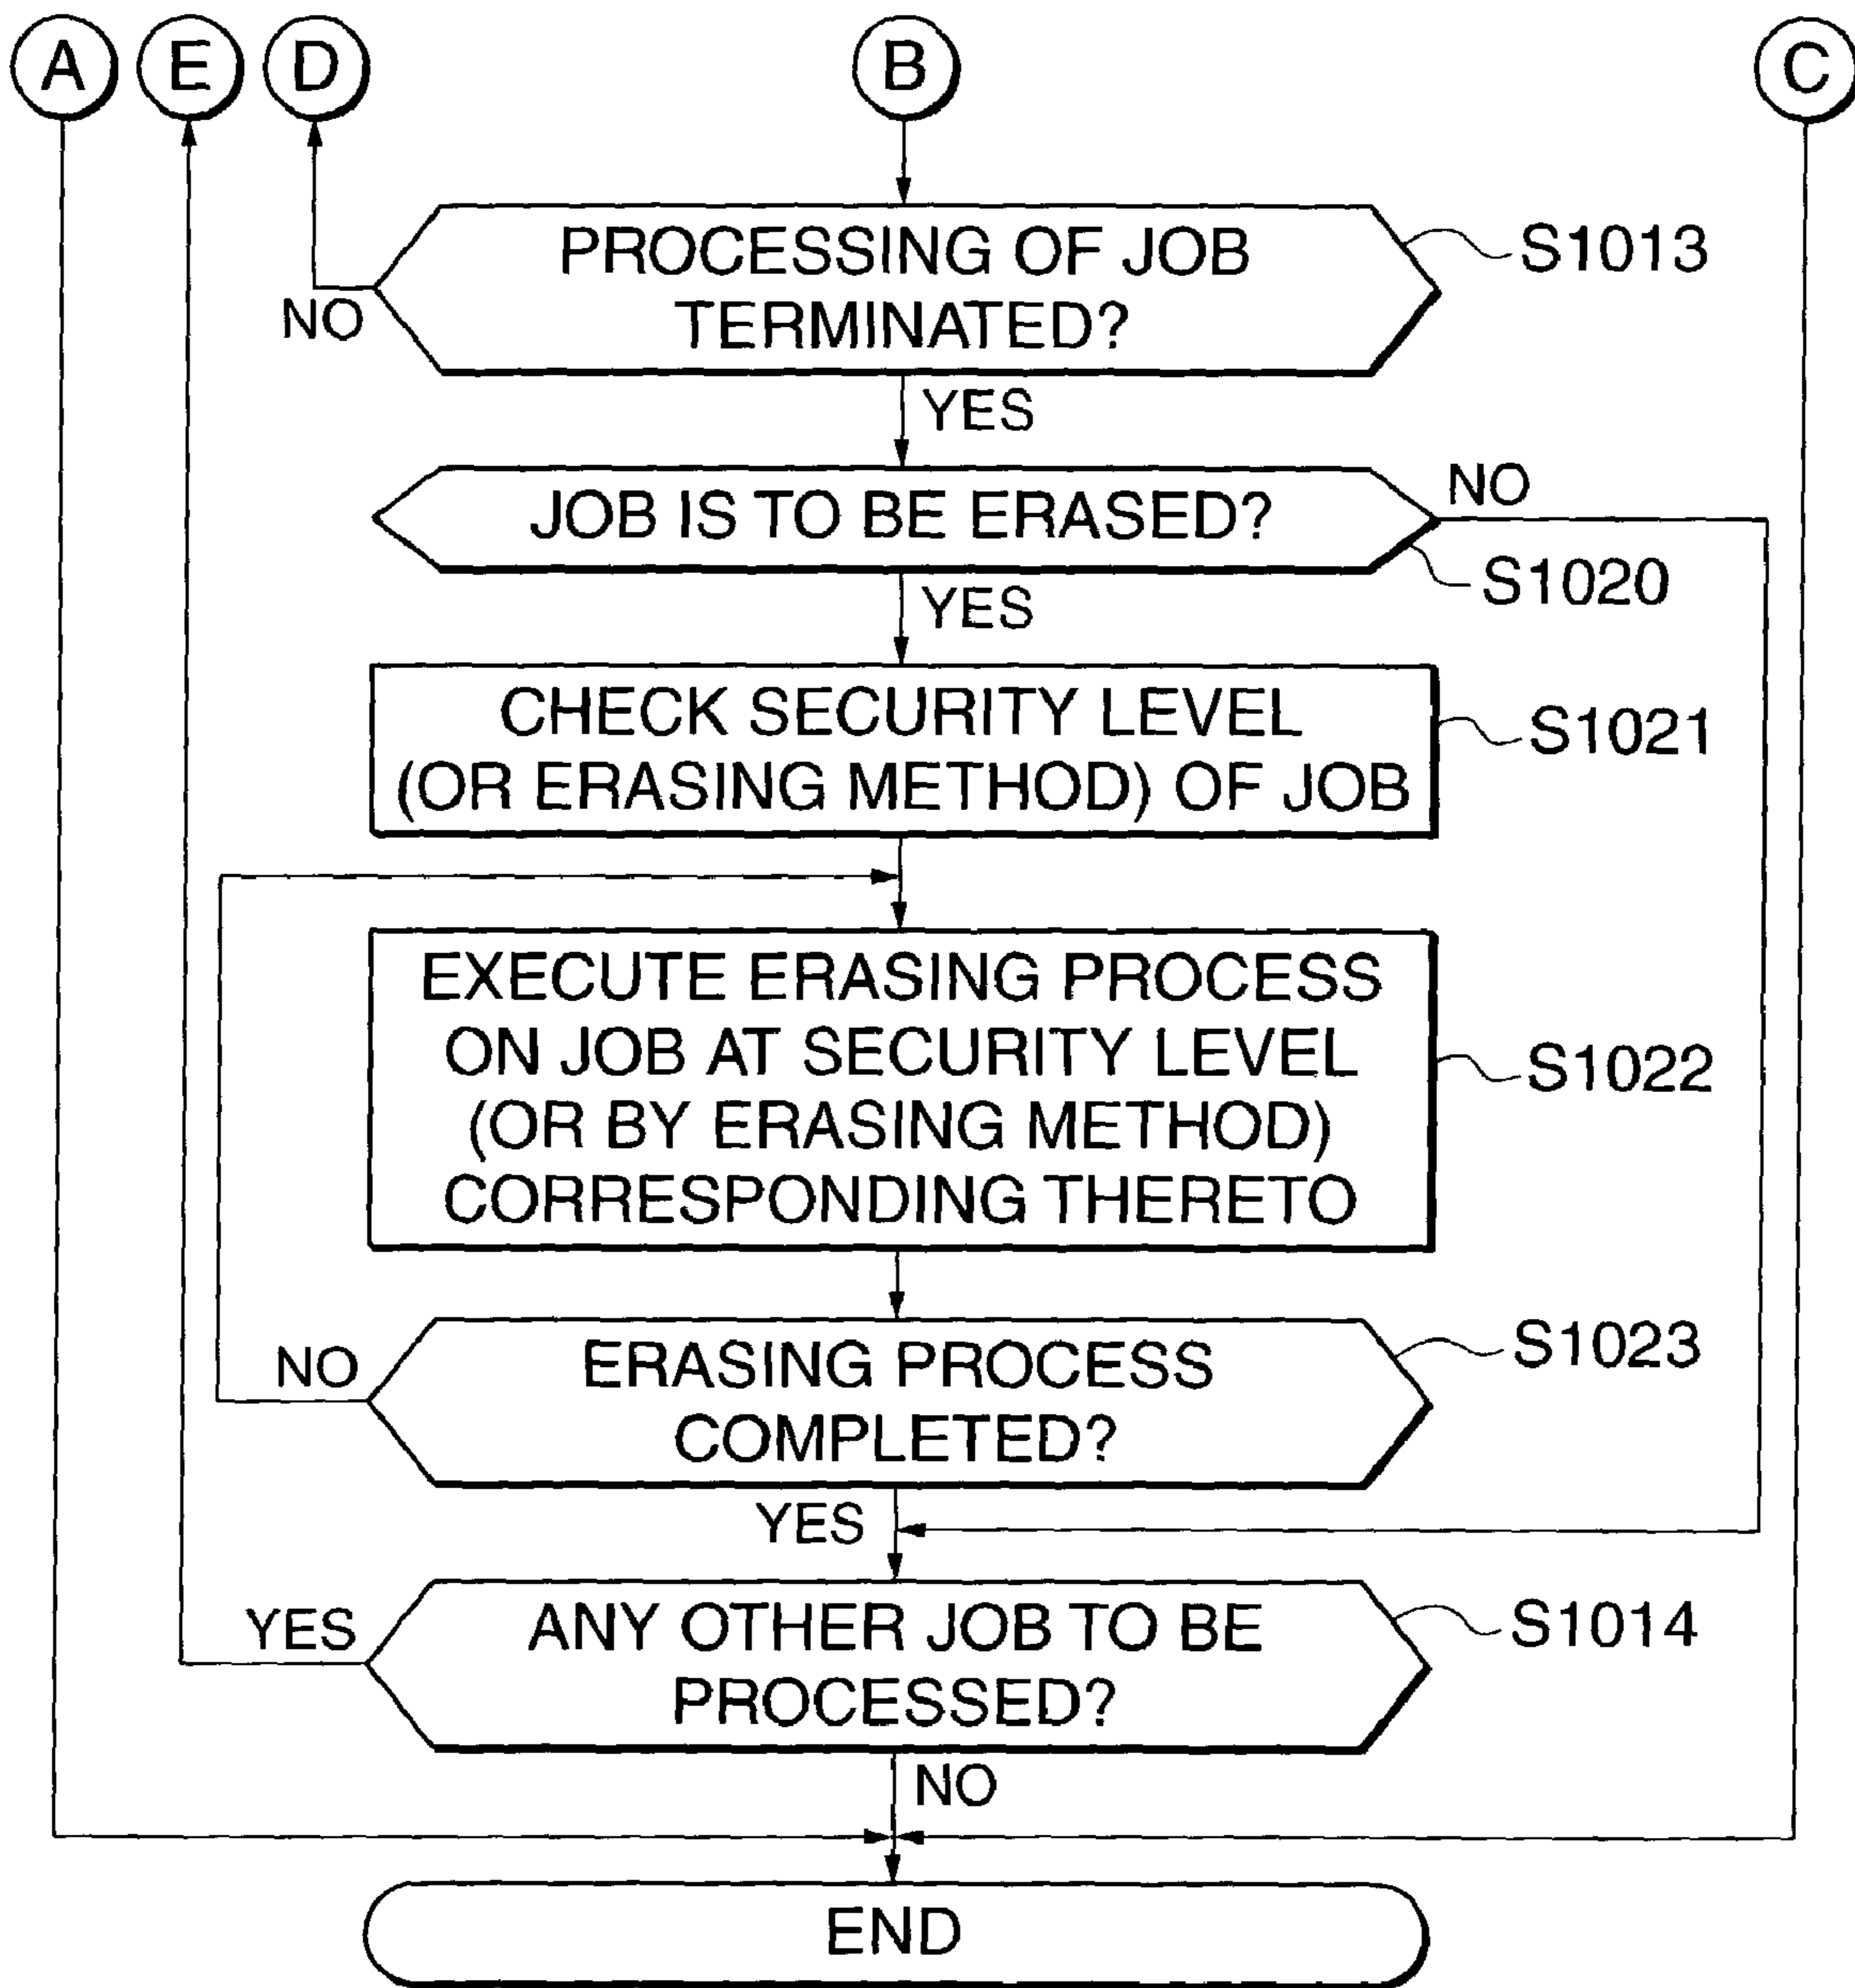 A E D B C
PROCESSING OF JOB
TERMINATED?
S1013
NO
YES
JOB IS TO BE ERASED?
NO
S1020
YES
CHECK SECURITY LEVEL
(OR ERASING METHOD) OF JOB
S1021
EXECUTE ERASING PROCESS
ON JOB AT SECURITY LEVEL
(OR BY ERASING METHOD)
CORRESPONDING THERETO
S1022
ERASING PROCESS
COMPLETED?
S1023
NO
YES
ANY OTHER JOB TO BE
PROCESSED?
S1014
YES
NO
END